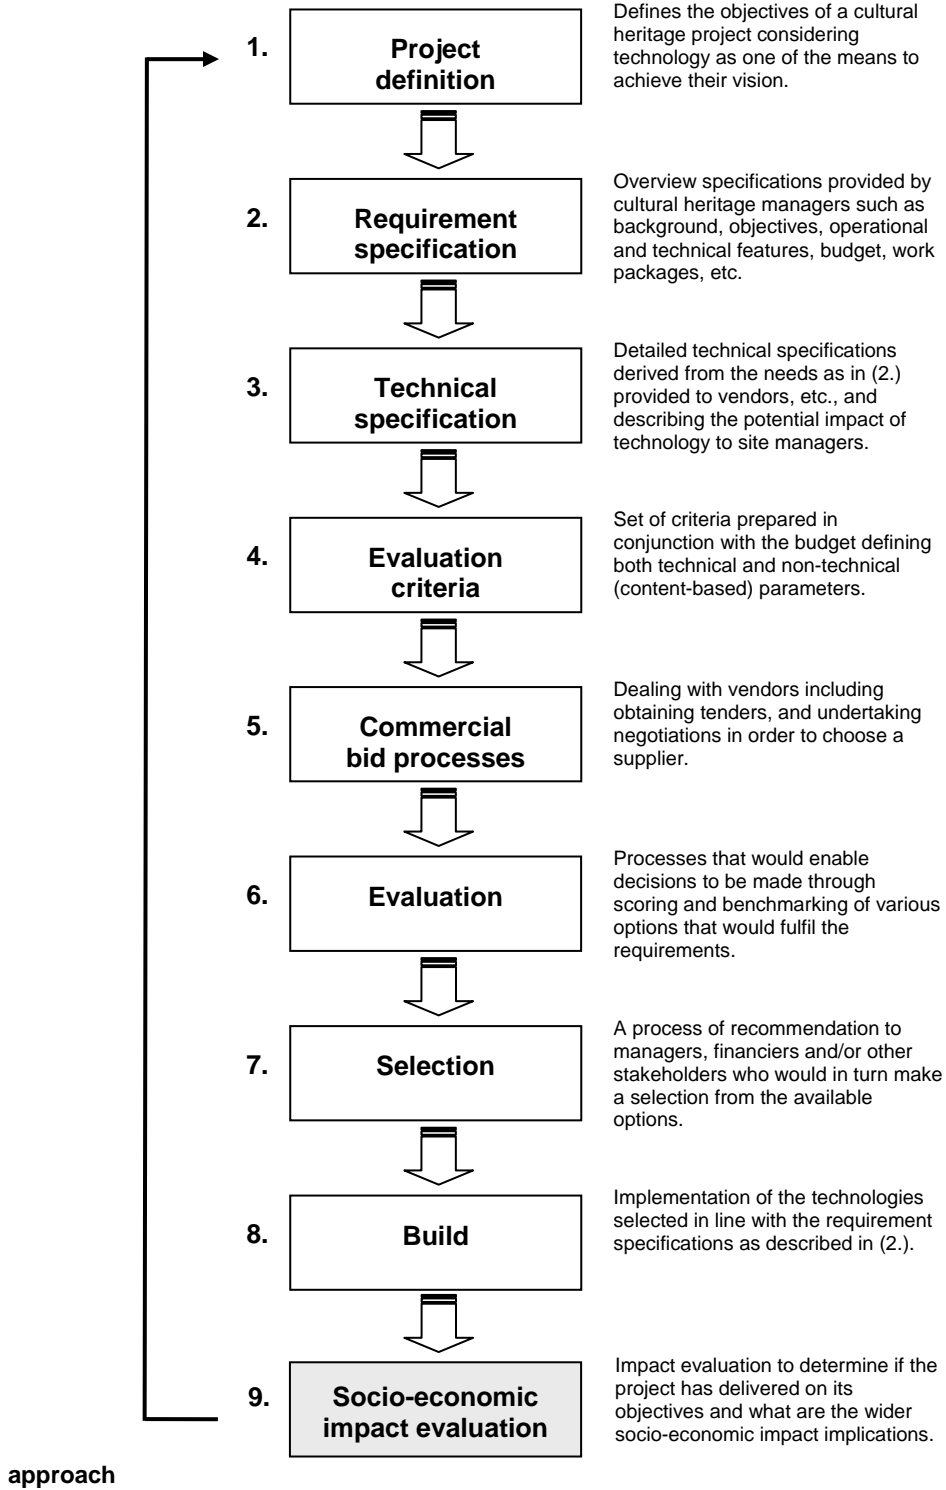 1.
Project
definition
Defines the objectives of a cultural
heritage project considering
technology as one of the means to
achieve their vision.
2.
Requirement
specification
Overview specifications provided by
cultural heritage managers such as
background, objectives, operational
and technical features, budget, work
packages, etc.
3.
Technical
specification
Detailed technical specifications
derived from the needs as in (2.)
provided to vendors, etc., and
describing the potential impact of
technology to site managers.
4.
Evaluation
criteria
Set of criteria prepared in
conjunction with the budget defining
both technical and non-technical
(content-based) parameters.
5.
Commercial
bid processes
Dealing with vendors including
obtaining tenders, and undertaking
negotiations in order to choose a
supplier.
6.
Evaluation
Processes that would enable
decisions to be made through
scoring and benchmarking of various
options that would fulfil the
requirements.
7.
Selection
A process of recommendation to
managers, financiers and/or other
stakeholders who would in turn make
a selection from the available
options.
8.
Build
Implementation of the technologies
selected in line with the requirement
specifications as described in (2.).
9.
Socio-economic
impact evaluation
Impact evaluation to determine if the
project has delivered on its
objectives and what are the wider
socio-economic impact implications.
approach